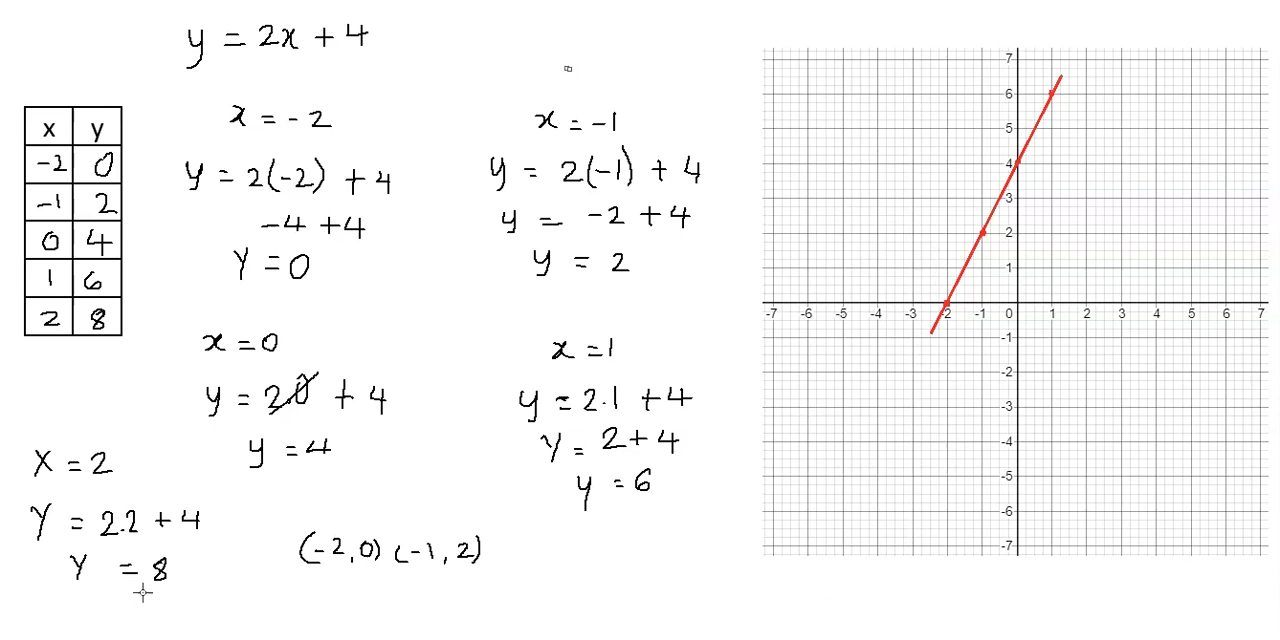 y = 2x + 4
x y
-2 0
-1 2
0 4
1 6
2 8
x = -2
y = 2(-2) + 4
-4 + 4
Y = 0
x = -1
y = 2(-1) + 4
y = -2 + 4
y = 2
x = 0
y = 2.0 + 4
y = 4
x = 1
y = 2.1 + 4
Y = 2 + 4
y = 6
X = 2
Y = 2.2 + 4
Y = 8
(-2,0) (-1,2)
7
6
5
4
3
2
1
-7 -6 -5 -4 -3 -2 -1 0 1 2 3 4 5 6 7
-1
-2
-3
-4
-5
-6
-7